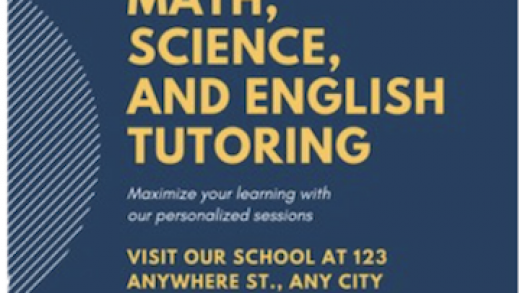 MATH,
SCIENCE,
AND ENGLISH
TUTORING
Maximize your learning with
our personalized sessions
VISIT OUR SCHOOL AT 123
ANYWHERE ST., ANY CITY